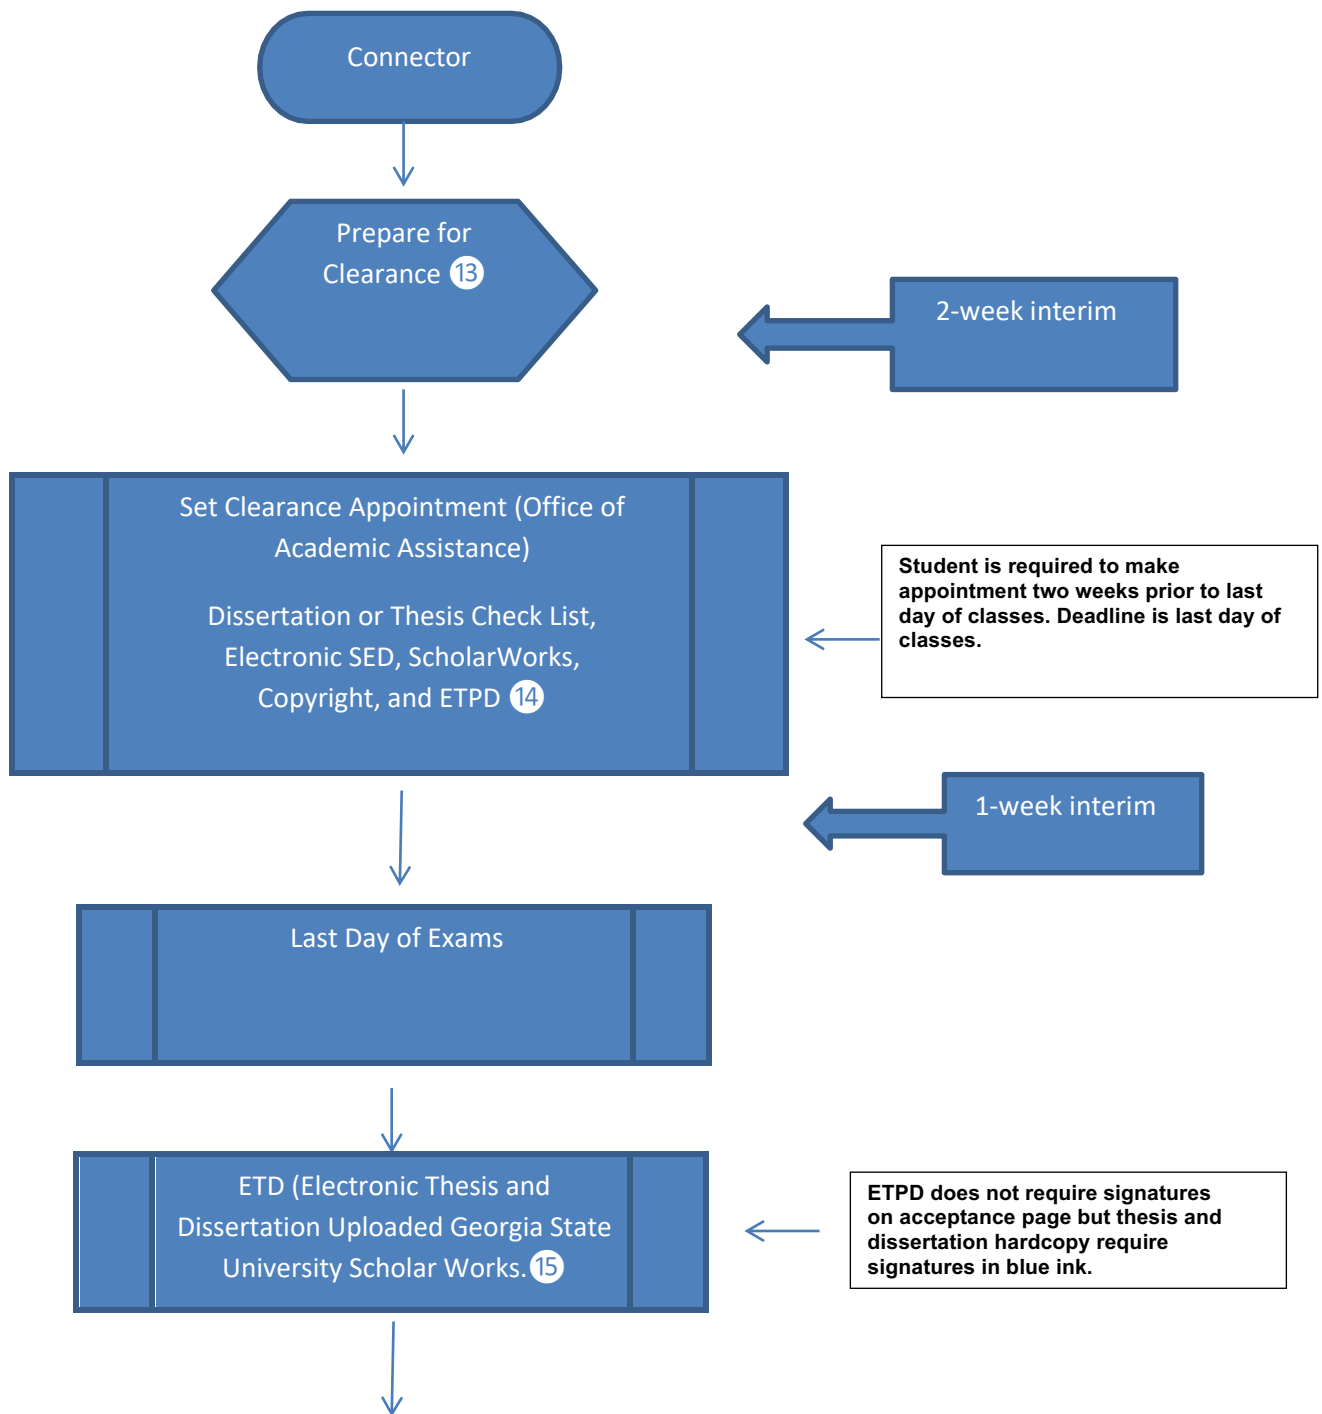 Connector
Prepare for
Clearance ⓭
2-week interim
Set Clearance Appointment (Office of
Academic Assistance)
Dissertation or Thesis Check List,
Electronic SED, ScholarWorks,
Copyright, and ETPD ⓮
Student is required to make
appointment two weeks prior to last
day of classes. Deadline is last day of
classes.
1-week interim
Last Day of Exams
ETD (Electronic Thesis and
Dissertation Uploaded Georgia State
University Scholar Works.⓯
ETPD does not require signatures
on acceptance page but thesis and
dissertation hardcopy require
signatures in blue ink.